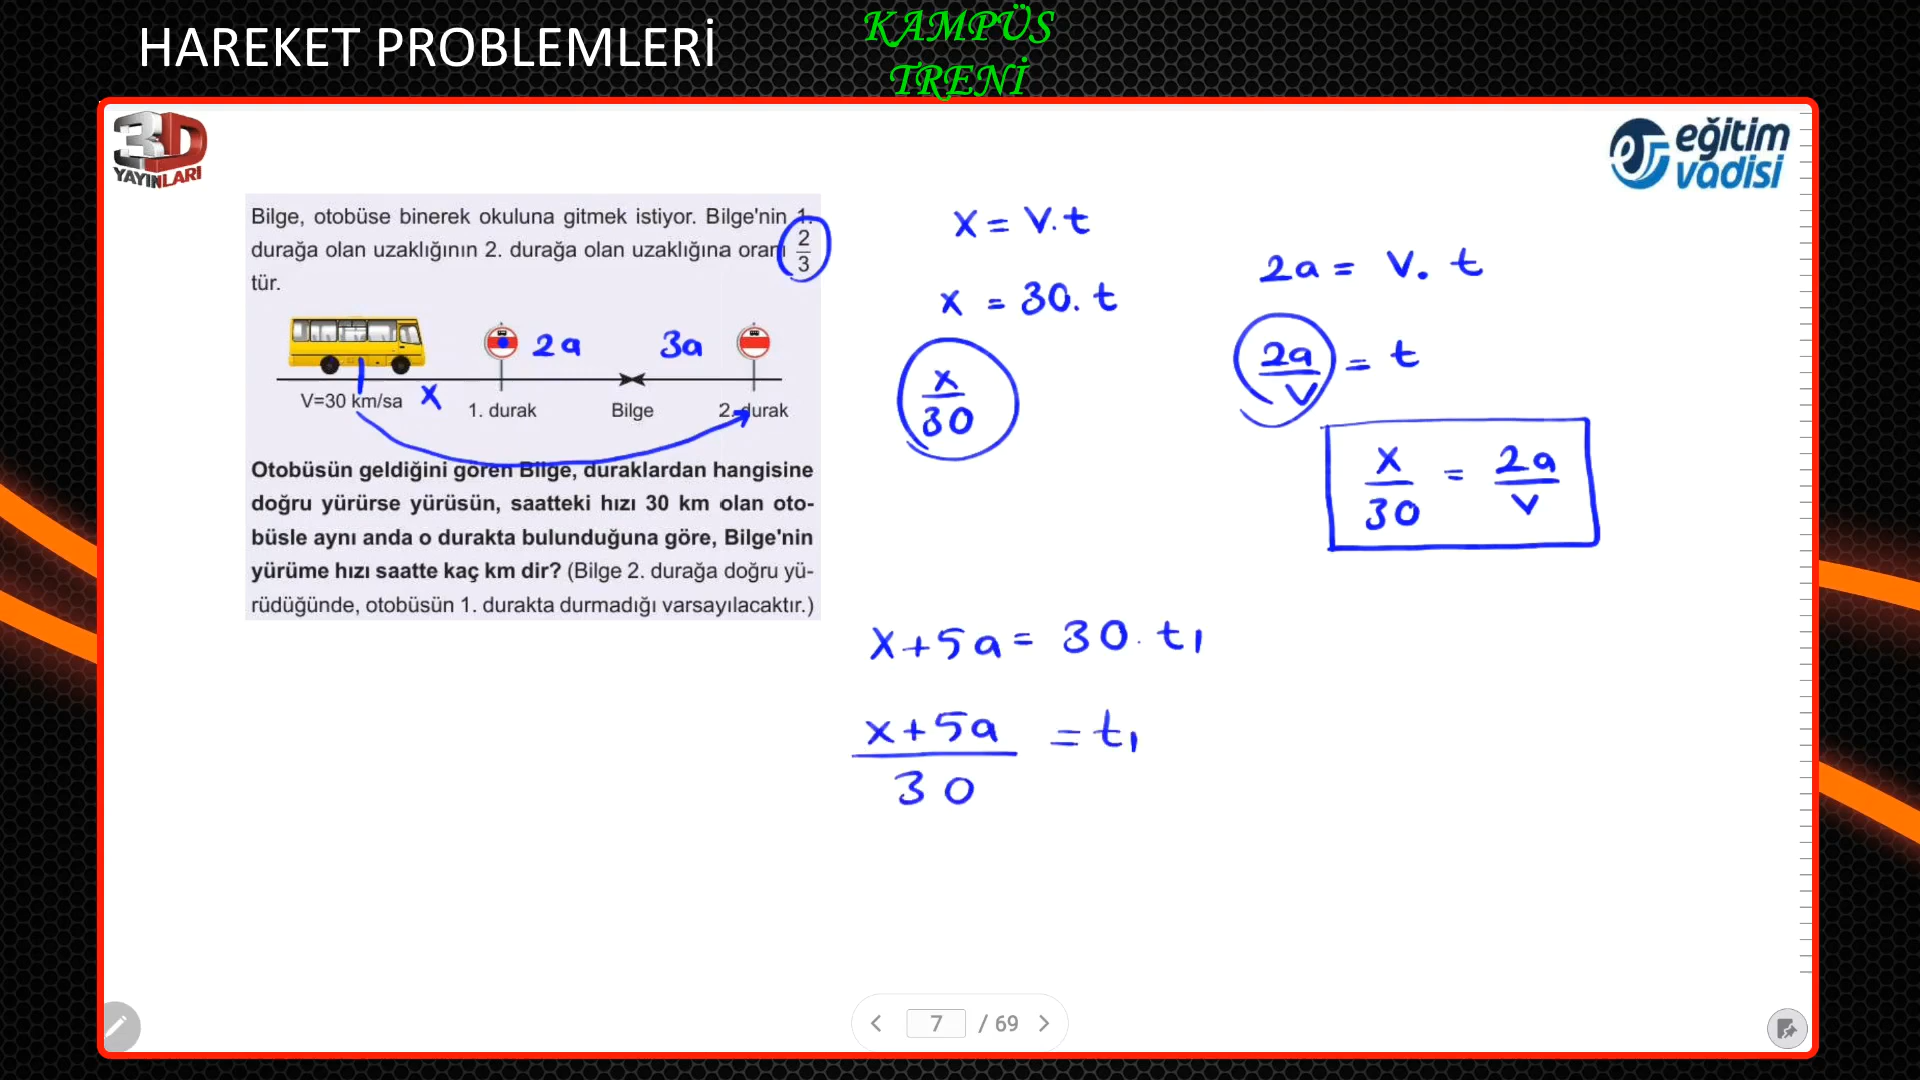 HAREKET PROBLEMLERİ
KAMPÜS
TRENİ
3D
YAYINLARI
eğitim
vadisi
Bilge, otobüse binerek okuluna gitmek istiyor. Bilge'nin 1.
durağa olan uzaklığının 2. durağa olan uzaklığına oranı 2/3
tür.
2a
3a
V=30 km/sa
x
1. durak
Bilge
2. durak
Otobüsün geldiğini gören Bilge, duraklardan hangisine
doğru yürürse yürüsün, saatteki hızı 30 km olan oto-
büsle aynı anda o durakta bulunduğuna göre, Bilge'nin
yürüme hızı saatte kaç km dir? (Bilge 2. durağa doğru yü-
rüdüğünde, otobüsün 1. durakta durmadığı varsayılacaktır.)
x = v.t
x = 30.t
x/30
2a = v. t
2a/v = t
x/30 = 2a/v
x+5a = 30.t1
x+5a/30 = t1
7 / 69